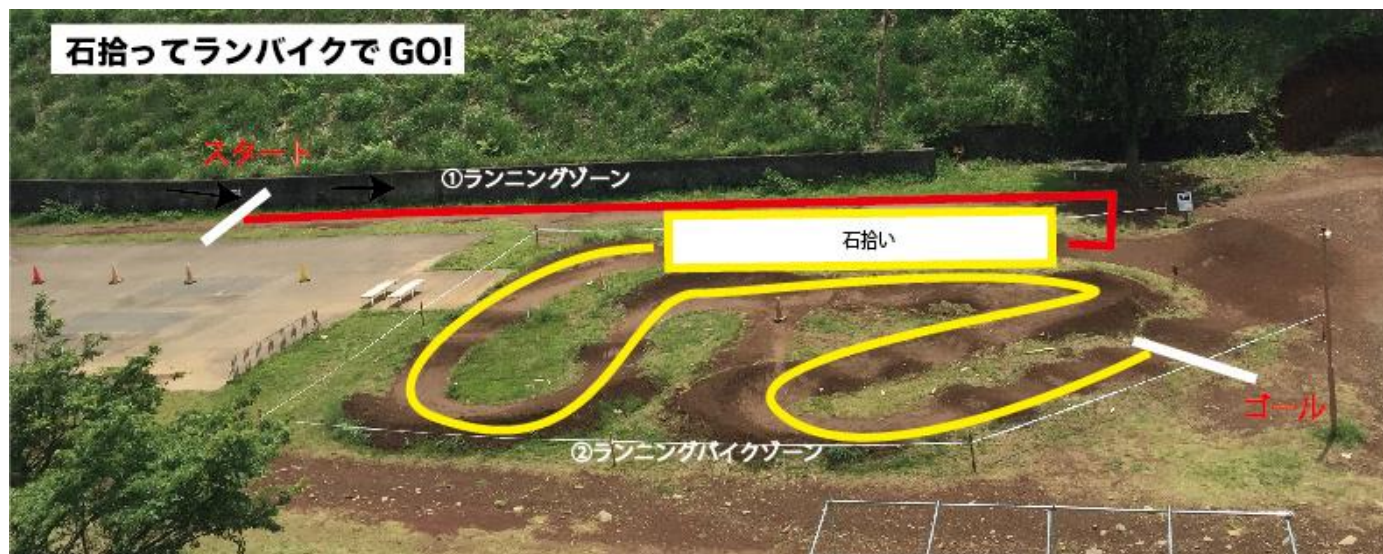 石拾ってランバイクでGO!
スタート
①ランニングゾーン
石拾い
ゴール
②ランニングバイクゾーン